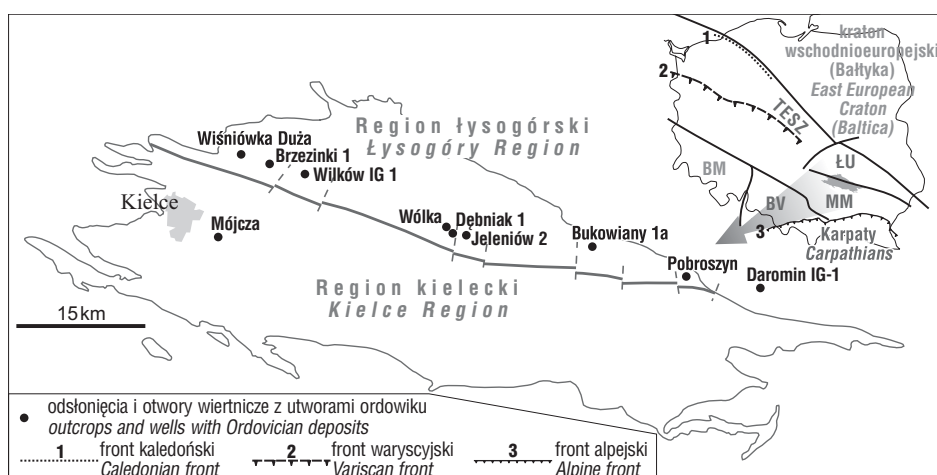 1
kraton
wschodnioeuropejski
(Bałtyka)
East European
Craton
(Baltica)
2
TESZ
ŁU
BM
BV
MM
3
Karpaty
Carpathians
Region łysogórski
Łysogóry Region
Wiśniówka Duża
Brzezinki 1
Wilków IG 1
Kielce
Mójcza
Wólka
Dębniak 1
Jeleniów 2
Bukowiany 1a
Pobroszyn
Daromin IG-1
Region kielecki
Kielce Region
15 km
odsłonięcia i otwory wiertnicze z utworami ordowiku
outcrops and wells with Ordovician deposits
1 front kaledoński
Caledonian front
2 front waryscyjski
Variscan front
3 front alpejski
Alpine front